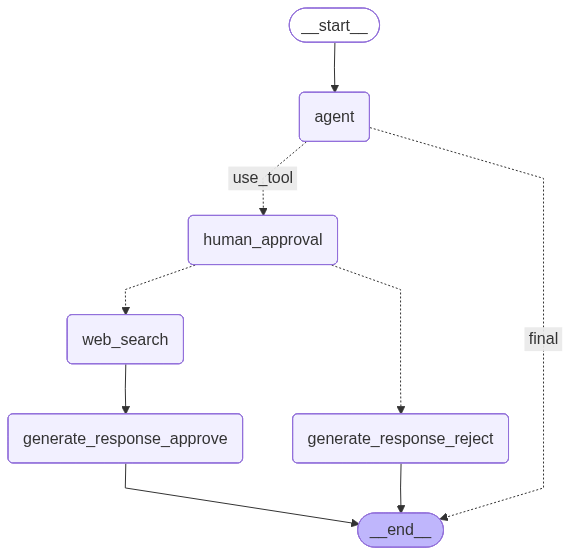 __start__
agent
use_tool
human_approval
web_search
final
generate_response_approve
generate_response_reject
__end__